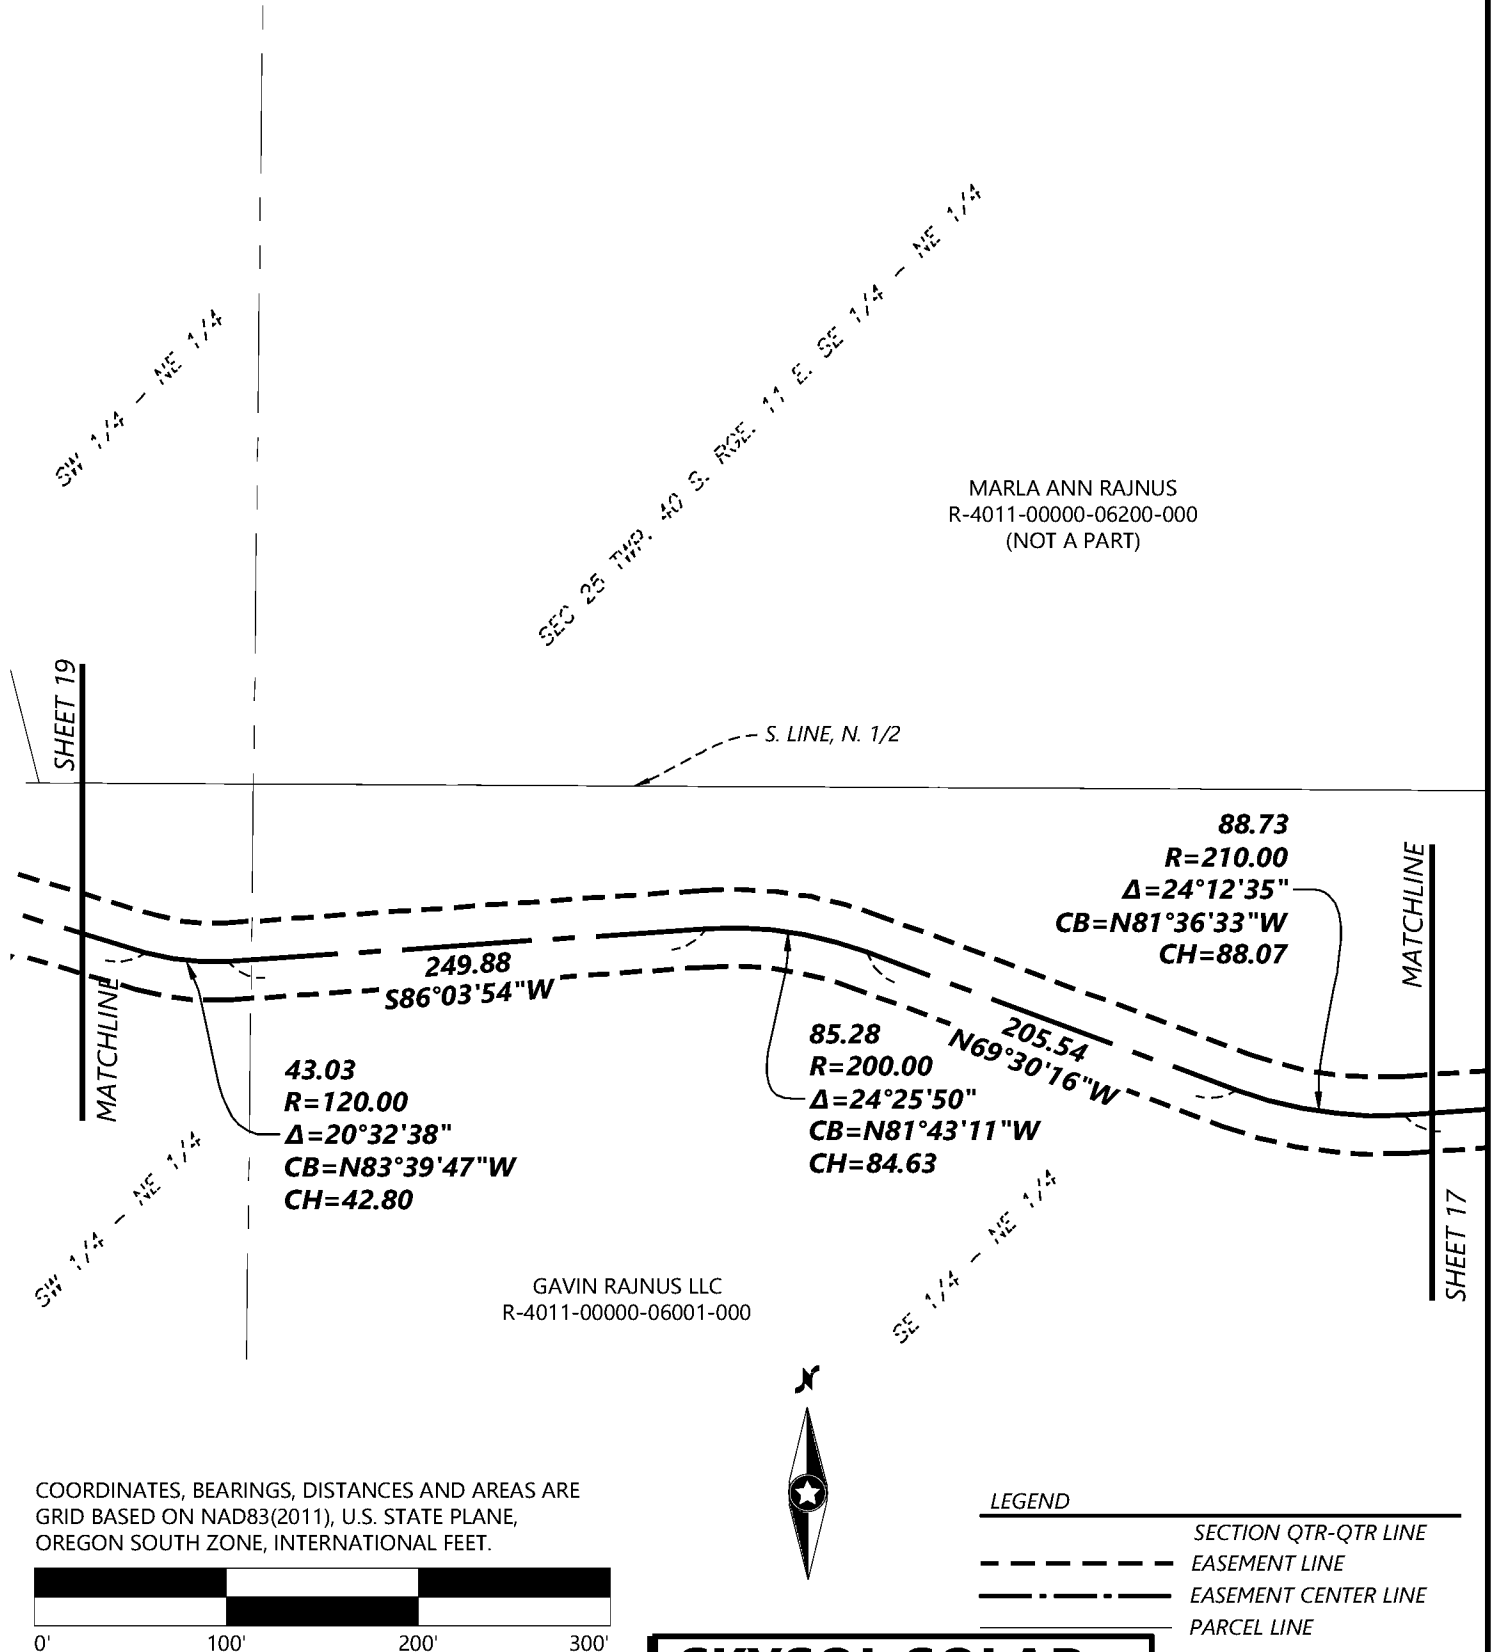 SW 1/4 - NE 1/4
SEC 25 TWP. 40 S. RGE. 11 E. SE 1/4 - NE 1/4
MARLA ANN RAJNUS
R-4011-00000-06200-000
(NOT A PART)
SHEET 19
S. LINE, N. 1/2
88.73
R=210.00
Δ=24°12'35"
CB=N81°36'33"W
CH=88.07
MATCHLINE
249.88
S86°03'54"W
205.54
N69°30'16"W
MATCHLINE
43.03
R=120.00
Δ=20°32'38"
CB=N83°39'47"W
CH=42.80
85.28
R=200.00
Δ=24°25'50"
CB=N81°43'11"W
CH=84.63
SW 1/4 - NE 1/4
SE 1/4 - NE 1/4
SHEET 17
GAVIN RAJNUS LLC
R-4011-00000-06001-000
N
COORDINATES, BEARINGS, DISTANCES AND AREAS ARE
GRID BASED ON NAD83(2011), U.S. STATE PLANE,
OREGON SOUTH ZONE, INTERNATIONAL FEET.
0' 100' 200' 300'
LEGEND
SECTION QTR-QTR LINE
EASEMENT LINE
EASEMENT CENTER LINE
PARCEL LINE